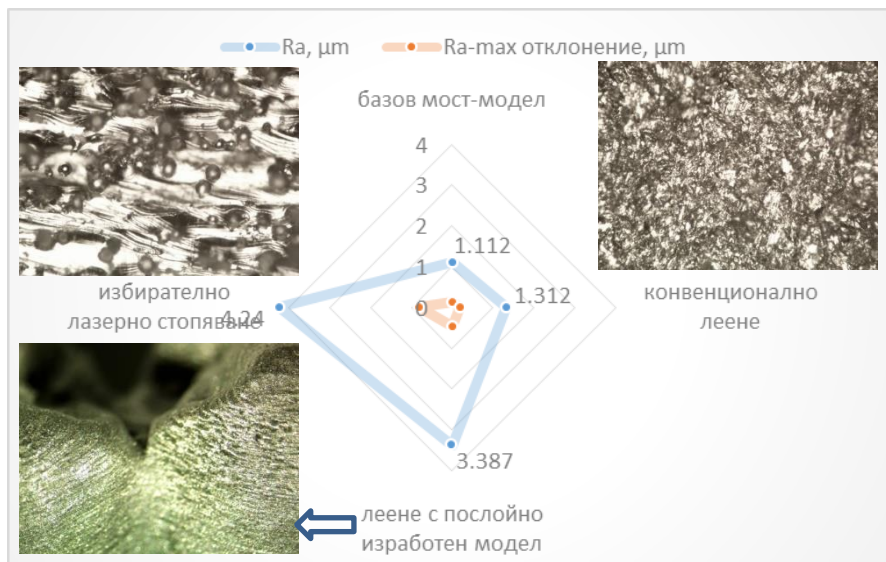 Ra, μm
Ra-max отклонение, μm
базов мост-модел
4
3
2
1
0
1.112
1.312
избирателно
лазерно стопяване
4.24
конвенционално
леене
3.387
леене с послойно
изработен модел